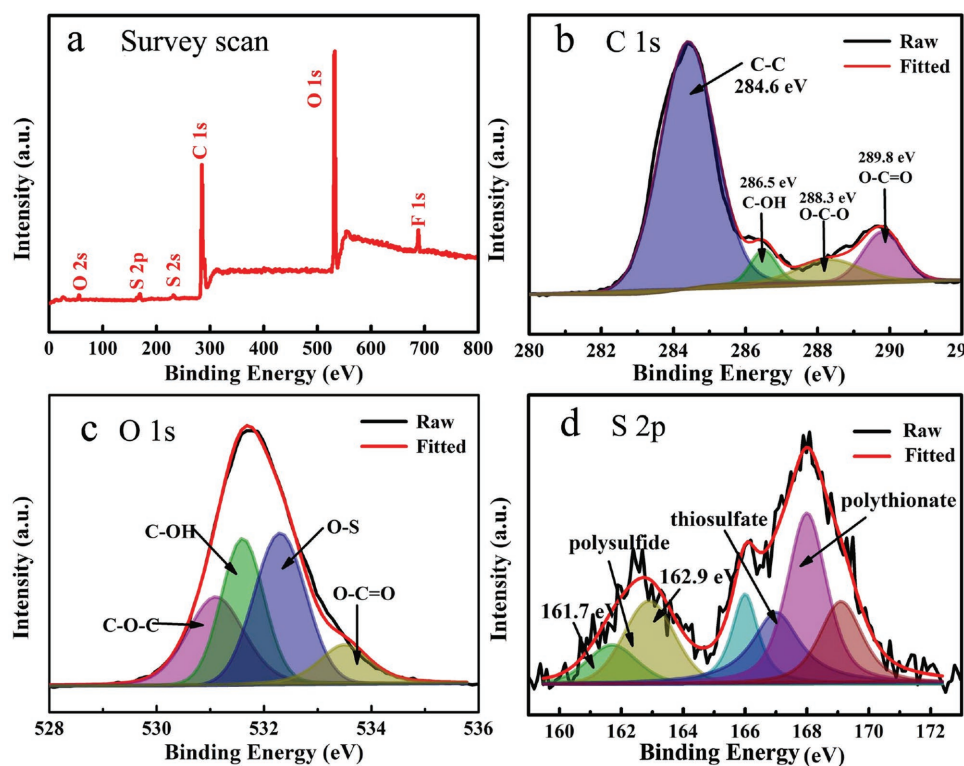 a Survey scan
O 2s
S 2p
S 2s
C 1s
O 1s
F 1s
Intensity (a.u.)
0 100 200 300 400 500 600 700 800
Binding Energy (eV)
b C 1s
Raw
Fitted
C-C
284.6 eV
286.5 eV
C-OH
288.3 eV
O-C-O
289.8 eV
O-C=O
Intensity (a.u.)
280 282 284 286 288 290 29
Binding Energy (eV)
c O 1s
Raw
Fitted
C-OH
O-S
C-O-C
O-C=O
Intensity (a.u.)
528 530 532 534 536
Binding Energy (eV)
d S 2p
Raw
Fitted
polythionate
thiosulfate
polysulfide
162.9 eV
161.7 eV
Intensity (a.u.)
160 162 164 166 168 170 172
Binding Energy (eV)